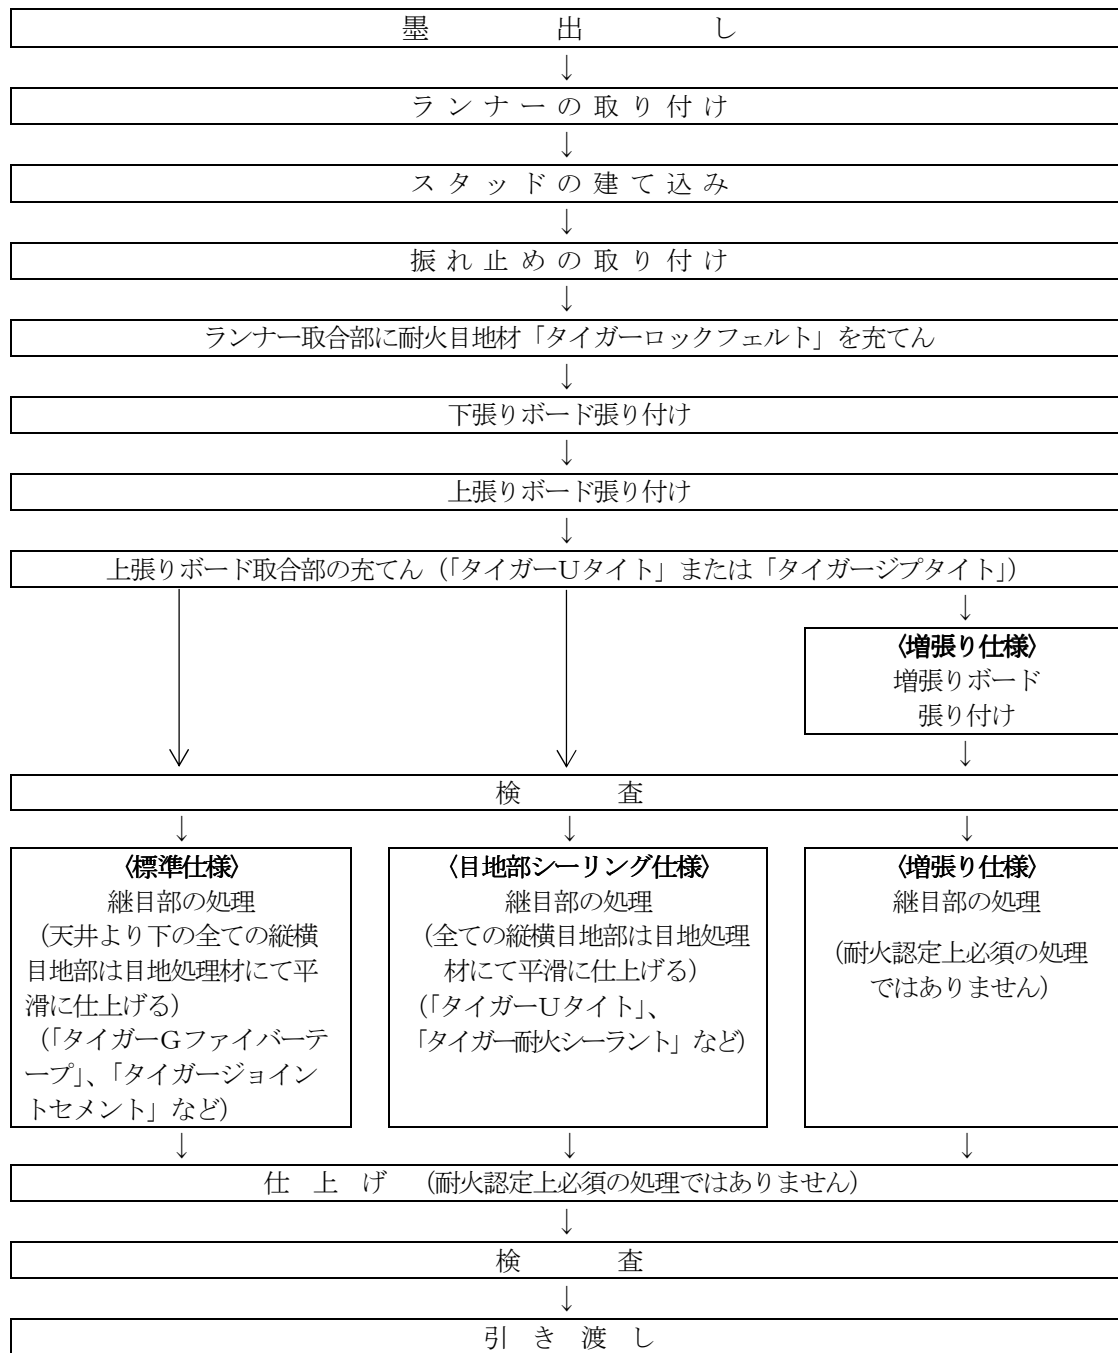 墨出し
↓
ランナーの取り付け
↓
スタッドの建て込み
↓
振れ止めの取り付け
↓
ランナー取合部に耐火目地材「タイガーロックフェルト」を充てん
↓
下張りボード張り付け
↓
上張りボード張り付け
↓
上張りボード取合部の充てん（「タイガーUタイト」または「タイガージプタイト」）
↓
〈増張り仕様〉
増張りボード
張り付け
↓
検査
↓ ↓ ↓
〈標準仕様〉
継目部の処理
（天井より下の全ての縦横
目地部は目地処理材にて平
滑に仕上げる）
（「タイガーGファイバーテ
ープ」、「タイガージョイン
トセメント」など）
〈目地部シーリング仕様〉
継目部の処理
（全ての縦横目地部は目地処理
材にて平滑に仕上げる）
（「タイガーUタイト」、
「タイガー耐火シーラント」など）
〈増張り仕様〉
継目部の処理
（耐火認定上必須の処理
ではありません）
↓ ↓ ↓
仕上げ （耐火認定上必須の処理ではありません）
↓
検査
↓
引き渡し